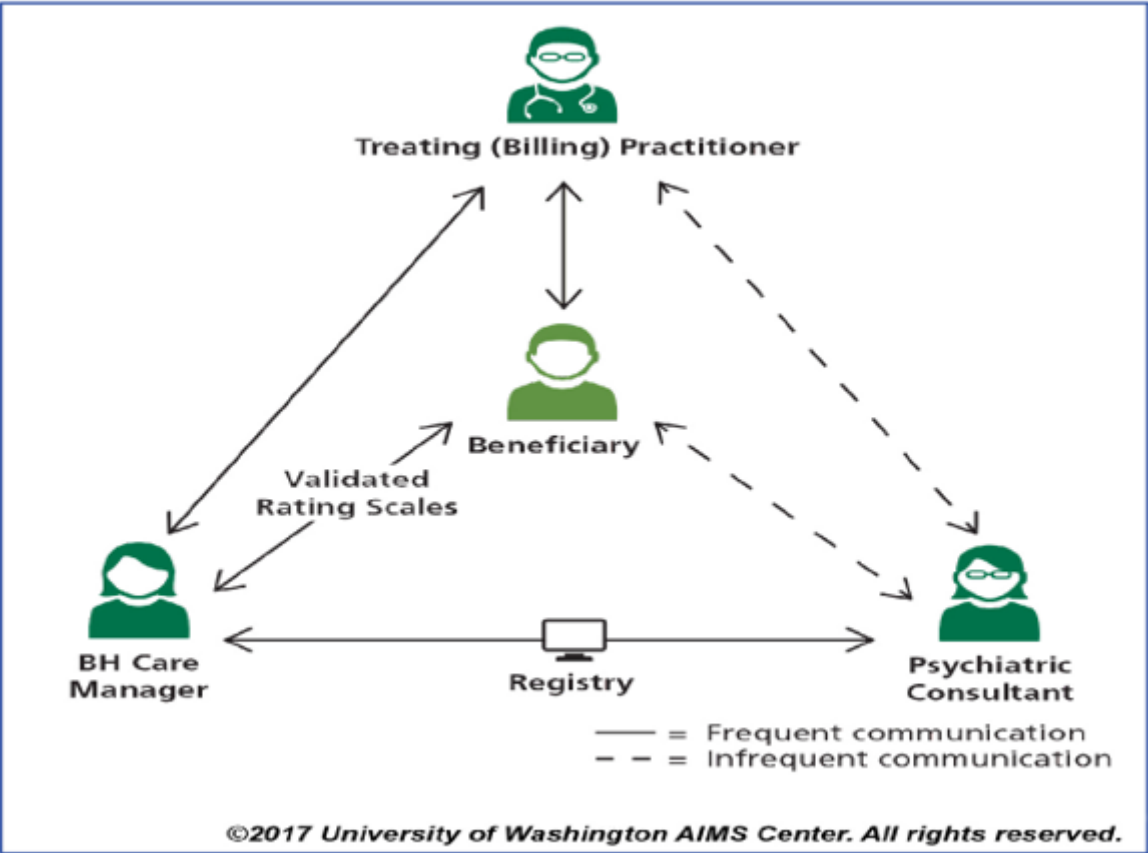 Treating (Billing) Practitioner
Beneficiary
Validated
Rating Scales
BH Care
Manager
Registry
Psychiatric
Consultant
= Frequent communication
= Infrequent communication
©2017 University of Washington AIMS Center. All rights reserved.